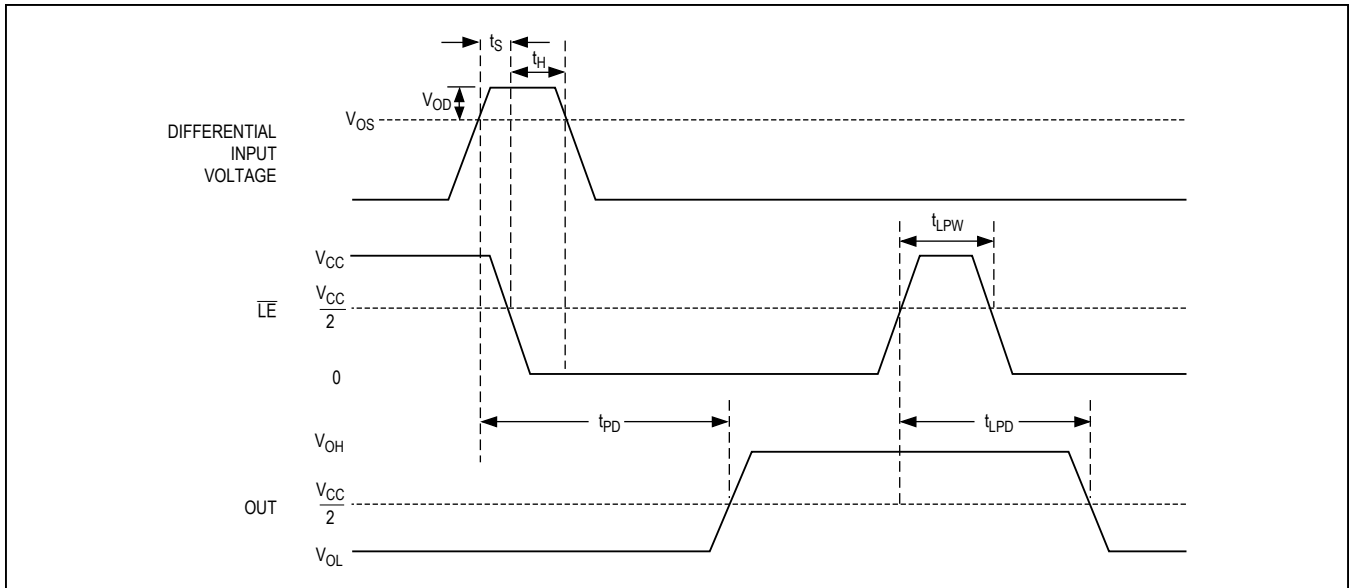 tS
tH
VOD
VOS
DIFFERENTIAL
INPUT
VOLTAGE
tLPW
VCC
VCC
2
LE
0
tPD
tLPD
VOH
VCC
2
OUT
VOL